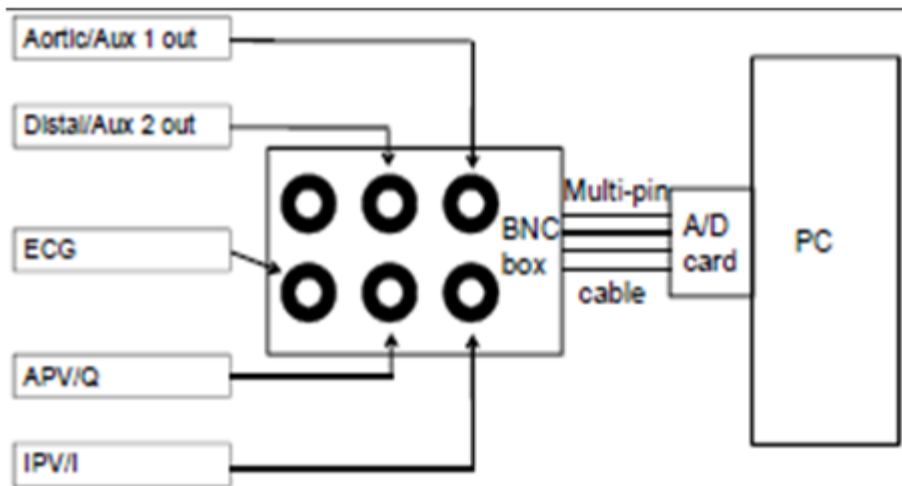 Aortic/Aux 1 out
Distal/Aux 2 out
ECG
APV/Q
IPV/I
BNC
box
Multi-pin
cable
A/D
card
PC